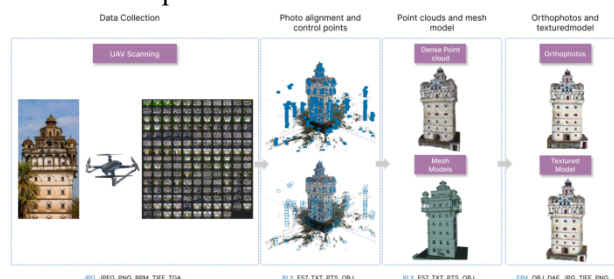 Data Collection
Photo alignment and
control points
Point clouds and mesh
model
Orthophotos and
texturedmodel
UAV Scanning
Dense Point
cloud
Orthophotos
Mesh
Models
Textured
Model
JPG, JPEG, PNG, BPM, TIFF, TGA
PLY, E57, TXT, PTS, OBJ
PLY, E57, TXT, PTS, OBJ
FBX, OBJ, DAE, JPG, TIFF, PNG